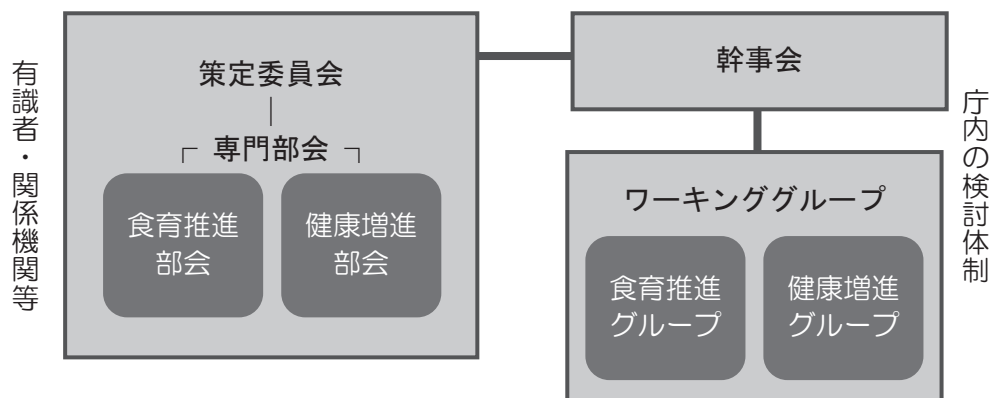 有識者・関係機関等
策定委員会
専門部会
食育推進
部会
健康増進
部会
幹事会
ワーキンググループ
食育推進
グループ
健康増進
グループ
庁内の検討体制